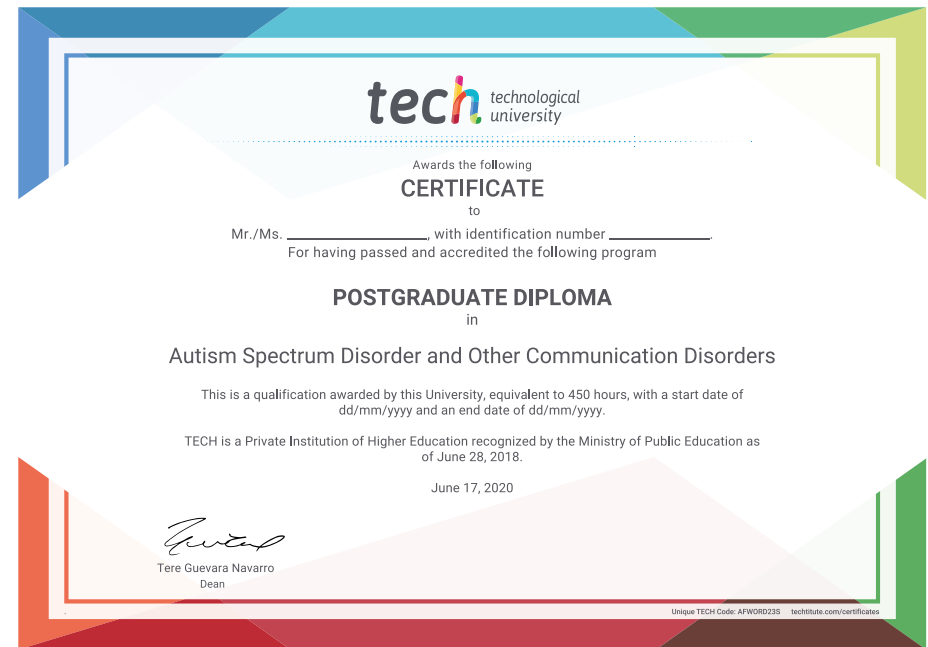 tech technological
university
Awards the following
CERTIFICATE
to
Mr./Ms. ____________________, with identification number ______________.
For having passed and accredited the following program
POSTGRADUATE DIPLOMA
in
Autism Spectrum Disorder and Other Communication Disorders
This is a qualification awarded by this University, equivalent to 450 hours, with a start date of
dd/mm/yyyy and an end date of dd/mm/yyyy.
TECH is a Private Institution of Higher Education recognized by the Ministry of Public Education as
of June 28, 2018.
June 17, 2020
Tere Guevara Navarro
Dean
Unique TECH Code: AFWORD23S techtitute.com/certificates